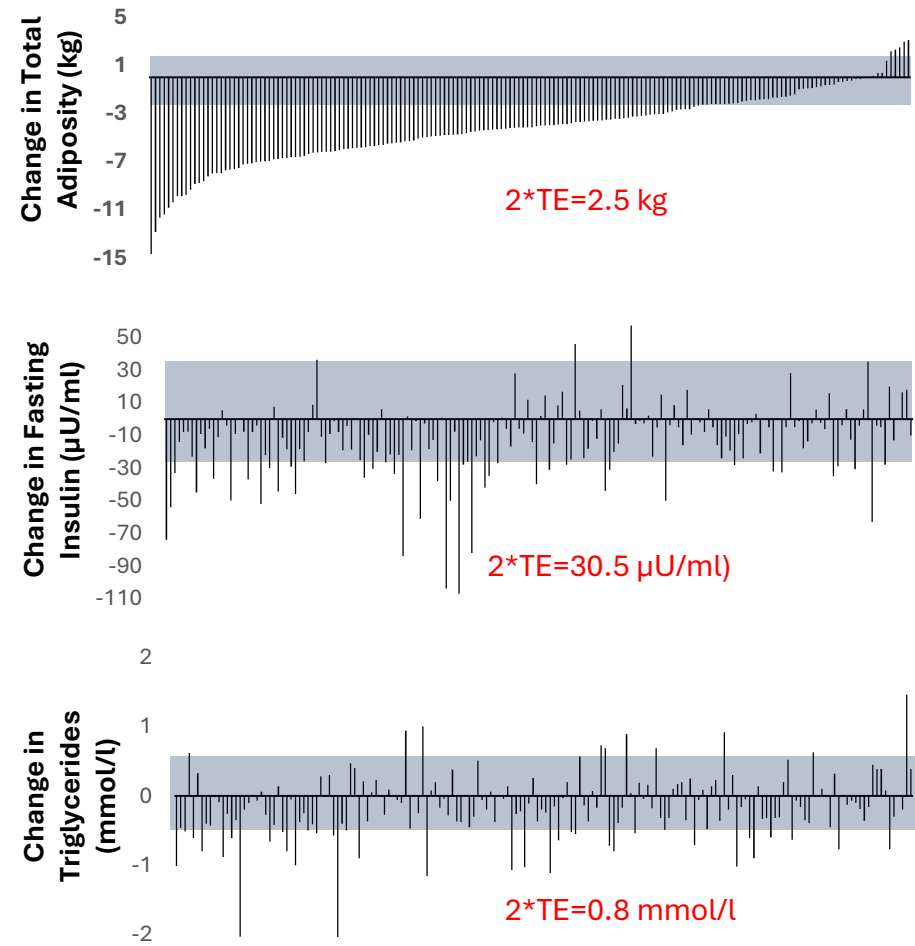 Change in Total
Adiposity (kg)
5
1
-3
-7
-11
-15
2*TE=2.5 kg
Change in Fasting
Insulin (µU/ml)
50
30
10
-10
-30
-50
-70
-90
-110
2*TE=30.5 µU/ml)
Change in
Triglycerides
(mmol/l)
2
1
0
-1
-2
2*TE=0.8 mmol/l